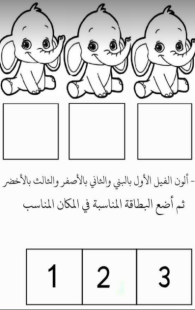 - ألون الفيل الأول بالبني والثاني بالأصفر والثالث بالأخضر
ثم أضع البطاقة المناسبة في المكان المناسب
1 2 3